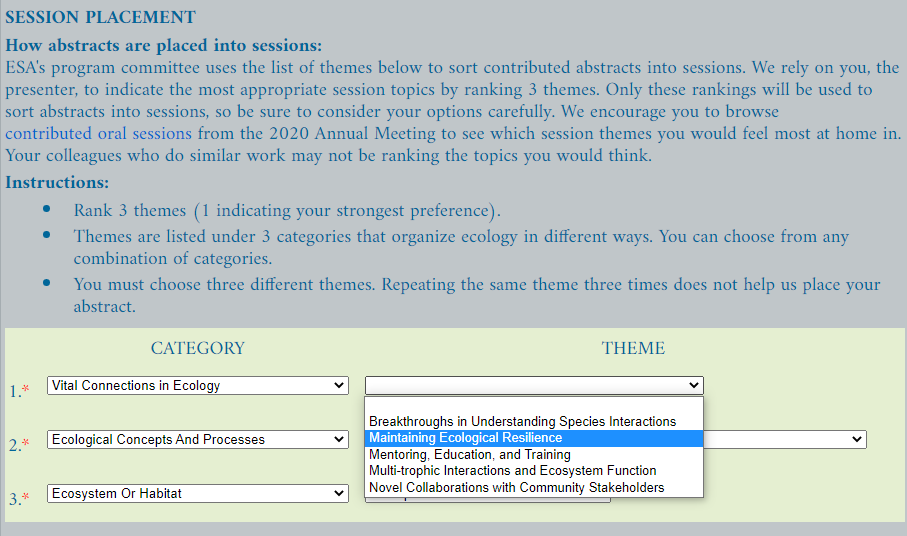 SESSION PLACEMENT
How abstracts are placed into sessions:
ESA's program committee uses the list of themes below to sort contributed abstracts into sessions. We rely on you, the
presenter, to indicate the most appropriate session topics by ranking 3 themes. Only these rankings will be used to
sort abstracts into sessions, so be sure to consider your options carefully. We encourage you to browse
contributed oral sessions from the 2020 Annual Meeting to see which session themes you would feel most at home in.
Your colleagues who do similar work may not be ranking the topics you would think.
Instructions:
• Rank 3 themes (1 indicating your strongest preference).
• Themes are listed under 3 categories that organize ecology in different ways. You can choose from any
combination of categories.
• You must choose three different themes. Repeating the same theme three times does not help us place your
abstract.
CATEGORY THEME
1.* Vital Connections in Ecology
Breakthroughs in Understanding Species Interactions
Maintaining Ecological Resilience
Mentoring, Education, and Training
Multi-trophic Interactions and Ecosystem Function
Novel Collaborations with Community Stakeholders
2.* Ecological Concepts And Processes
3.* Ecosystem Or Habitat